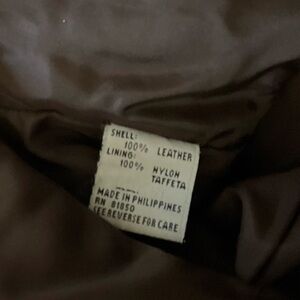 SHELL:
100% LEATHER
LINING:
100% NYLON
TAFFETA
MADE IN PHILIPPINES
RN 81850
SEE REVERSE FOR CARE